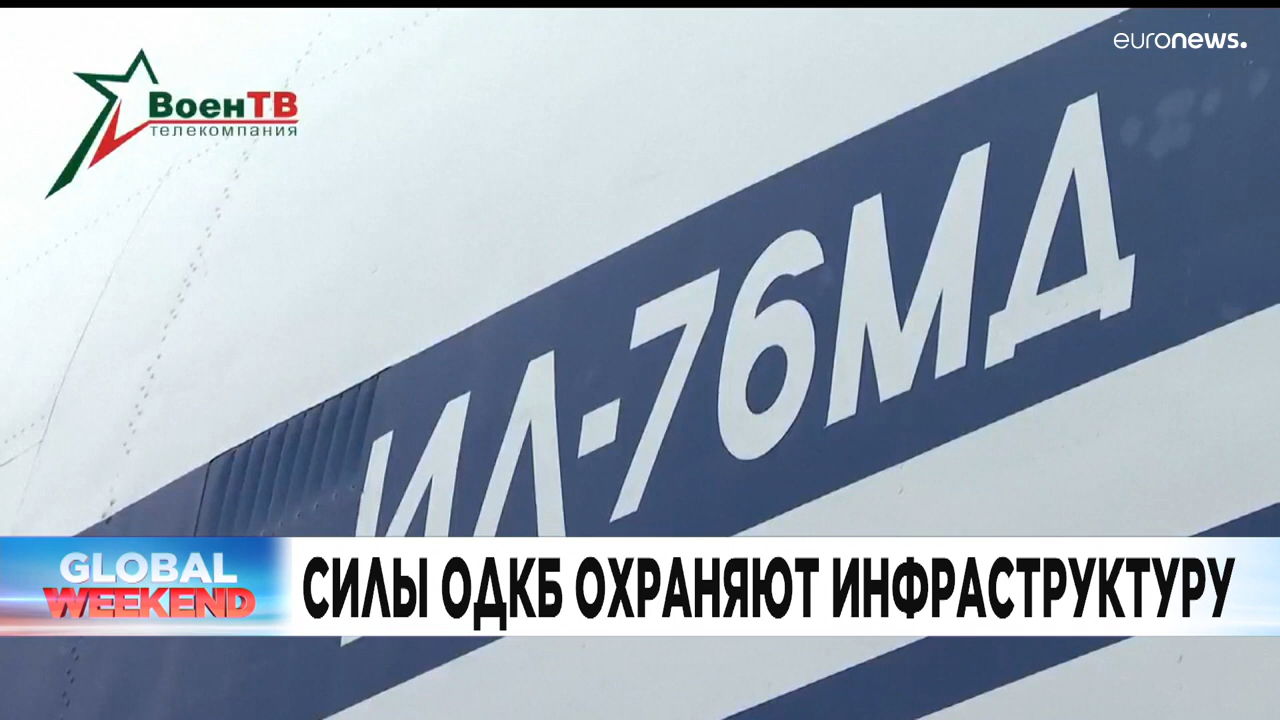 euronews.
ВоенТВ
телекомпания
ИЛ-76МД
GLOBAL
WEEKEND
СИЛЫ ОДКБ ОХРАНЯЮТ ИНФРАСТРУКТУРУ